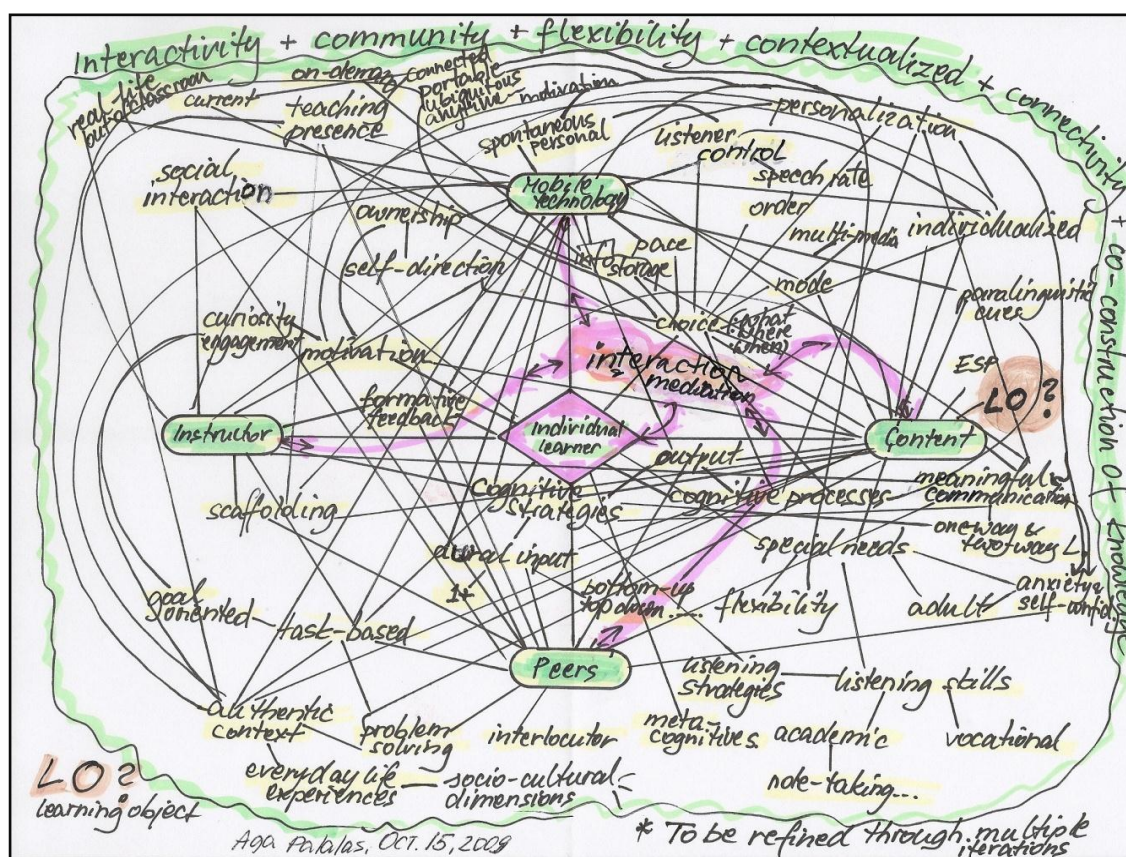 Interactivity + community + flexibility + contextualized + connectivity + co-construction of knowledge
real-life
out-of-classroom
current
on-demand
teaching
presence
connected
portable
ubiquitous
anytime
motivation
spontaneous
personal
listener
control
personalization
speech rate
order
social
interaction
Mobile
technology
ownership
self-direction
info
storage
pace
multi-media
individualized
mode
paralinguistic
cues
curiosity
engagement
motivation
choice
:what
:where
:when
interaction
mediation
ESP
LO?
formative
feedback
Instructor
Individual
learner
Content
output
cognitive
strategies
cognitive processes
meaningful
communication
scaffolding
one way &
two-way L
aural input
special needs
1+
bottom-up
top down.....
flexibility
adult
anxiety &
goal
oriented
task-based
Peers
listening
strategies
listening skills
authentic
context
problem
solving
interlocutor
meta-
cognitives
academic
vocational
everyday life
experiences
socio-cultural
dimensions
note-taking...
LO?
learning object
Aga Palalas, Oct. 15, 2009
* To be refined through multiple
iterations